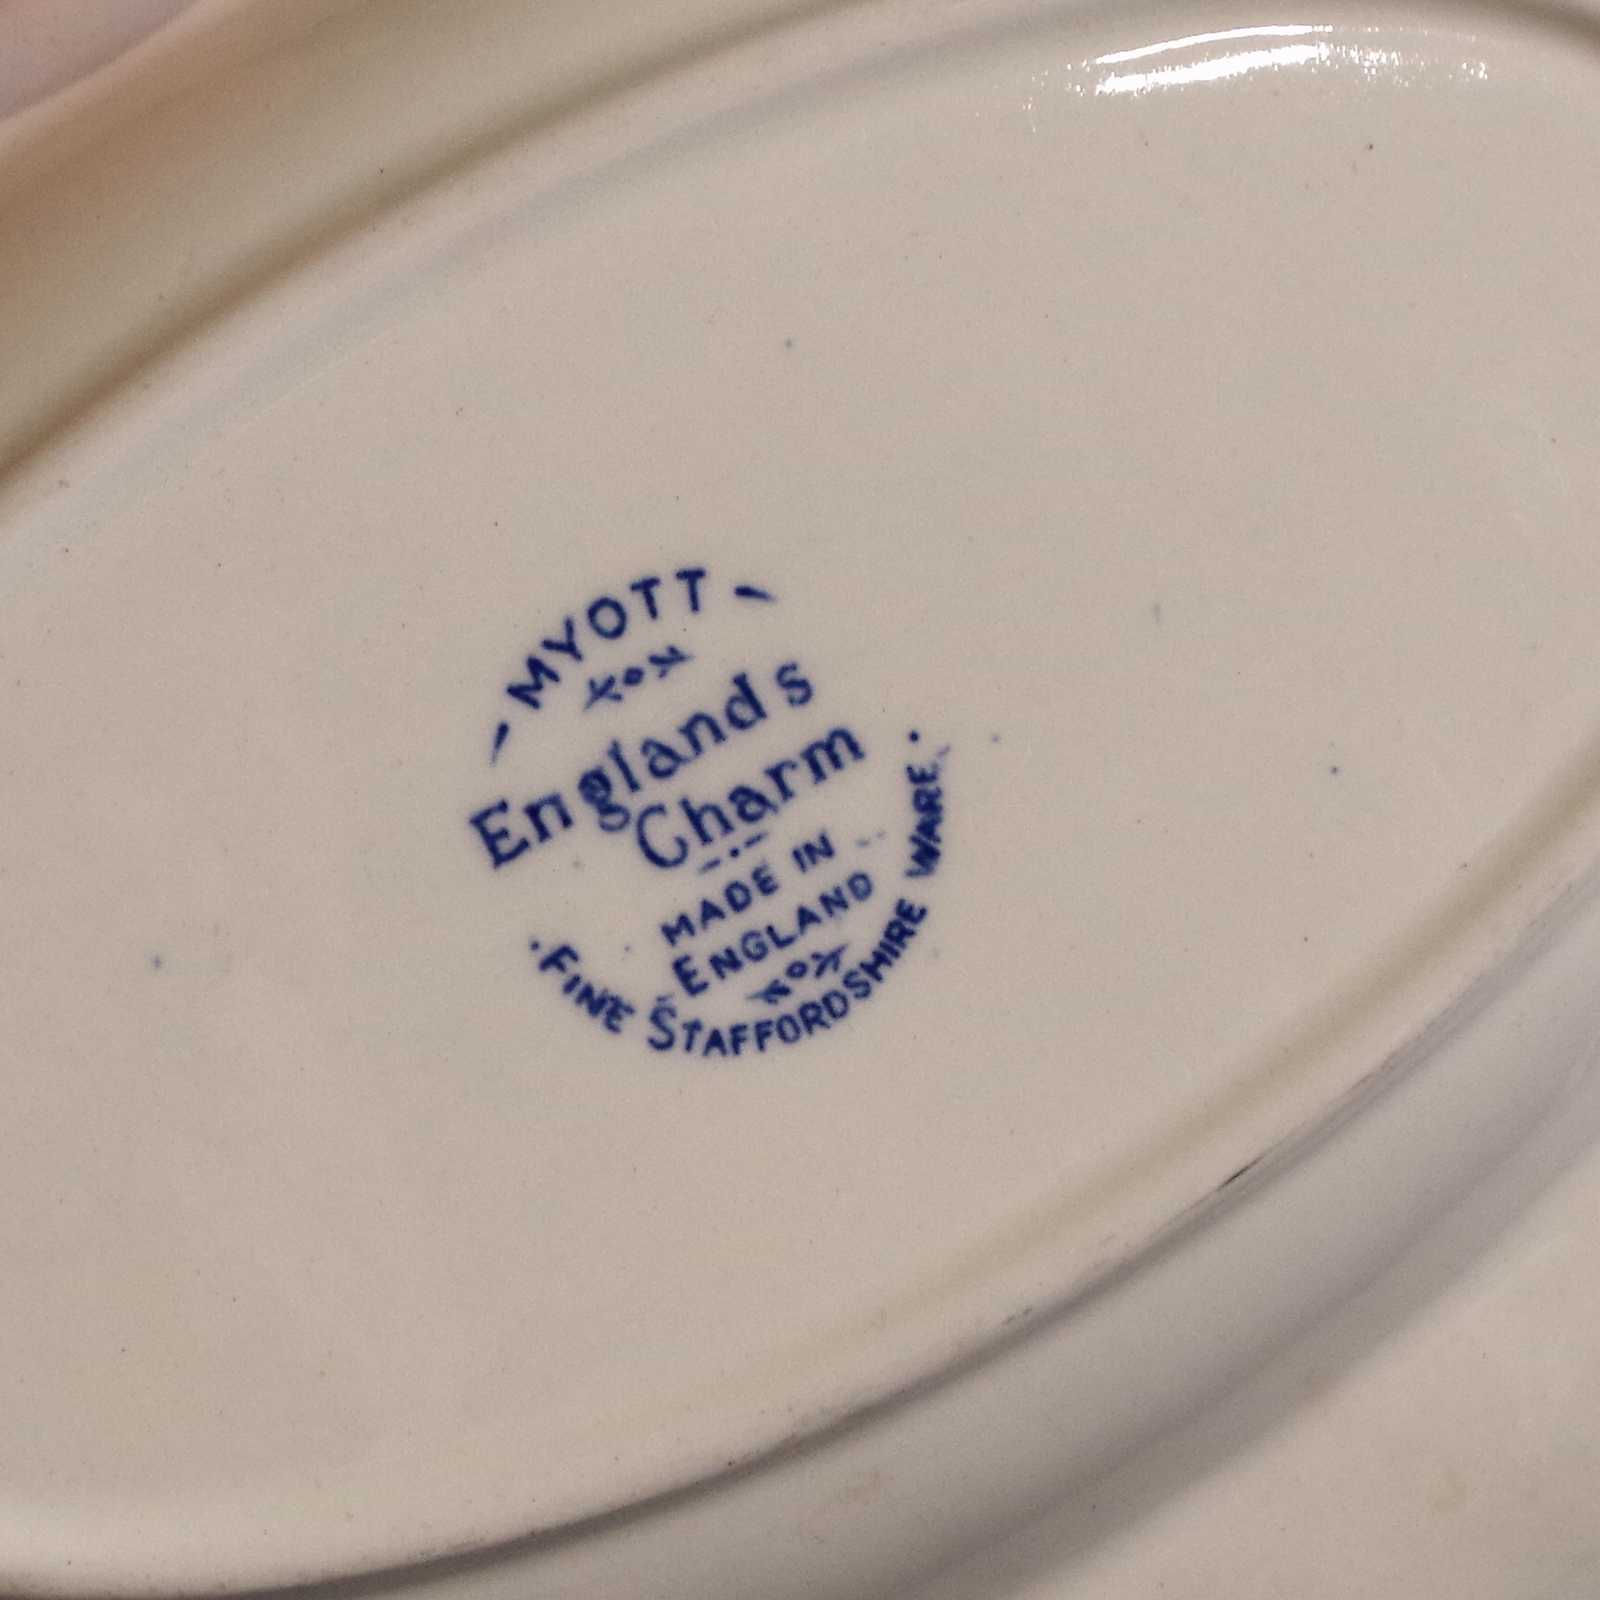 MYOTT
Englands
Charm
MADE IN
ENGLAND
FINE STAFFORDSHIRE WARE.